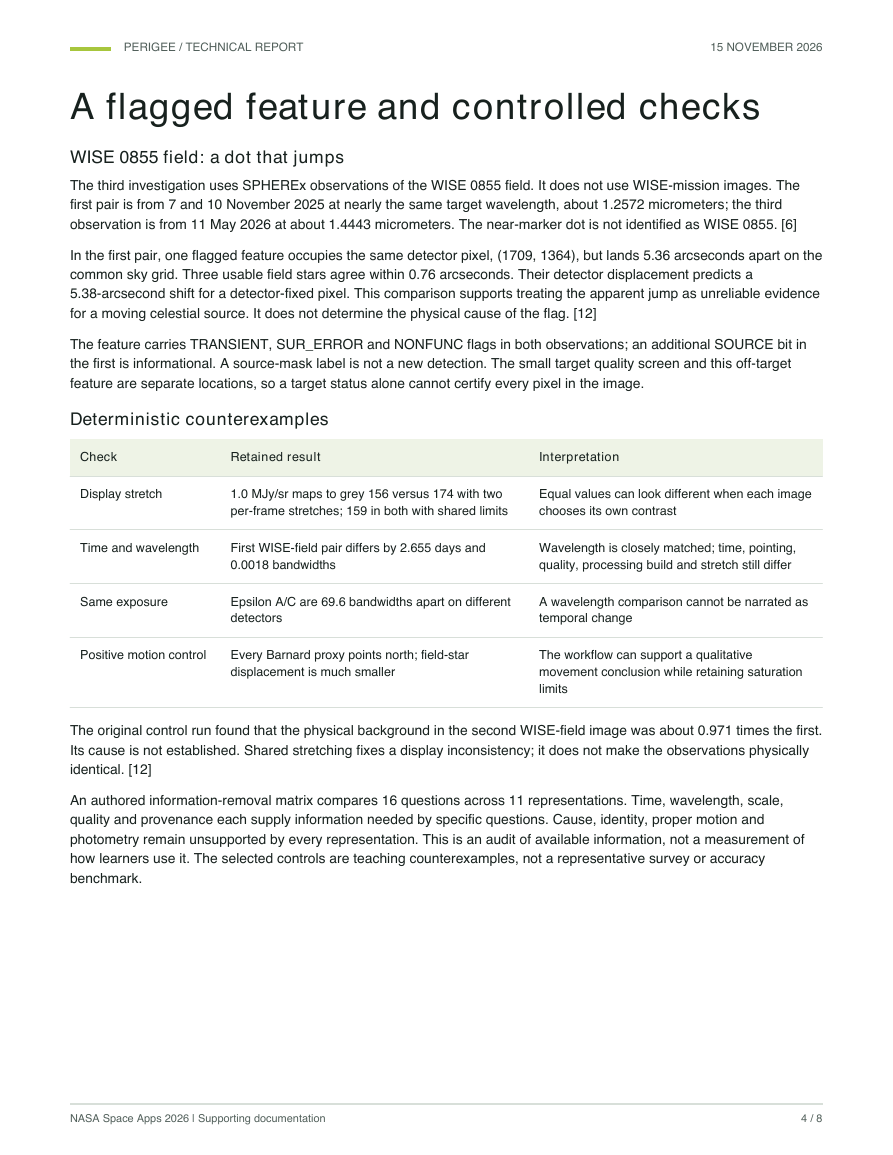 PERIGEE / TECHNICAL REPORT
15 NOVEMBER 2026
A flagged feature and controlled checks
WISE 0855 field: a dot that jumps
The third investigation uses SPHEREx observations of the WISE 0855 field. It does not use WISE-mission images. The
first pair is from 7 and 10 November 2025 at nearly the same target wavelength, about 1.2572 micrometers; the third
observation is from 11 May 2026 at about 1.4443 micrometers. The near-marker dot is not identified as WISE 0855. [6]
In the first pair, one flagged feature occupies the same detector pixel, (1709, 1364), but lands 5.36 arcseconds apart on the
common sky grid. Three usable field stars agree within 0.76 arcseconds. Their detector displacement predicts a
5.38-arcsecond shift for a detector-fixed pixel. This comparison supports treating the apparent jump as unreliable evidence
for a moving celestial source. It does not determine the physical cause of the flag. [12]
The feature carries TRANSIENT, SUR_ERROR and NONFUNC flags in both observations; an additional SOURCE bit in
the first is informational. A source-mask label is not a new detection. The small target quality screen and this off-target
feature are separate locations, so a target status alone cannot certify every pixel in the image.
Deterministic counterexamples
Check
Retained result
Interpretation
Display stretch
1.0 MJy/sr maps to grey 156 versus 174 with two
per-frame stretches; 159 in both with shared limits
Equal values can look different when each image
chooses its own contrast
Time and wavelength
First WISE-field pair differs by 2.655 days and
0.0018 bandwidths
Wavelength is closely matched; time, pointing,
quality, processing build and stretch still differ
Same exposure
Epsilon A/C are 69.6 bandwidths apart on different
detectors
A wavelength comparison cannot be narrated as
temporal change
Positive motion control
Every Barnard proxy points north; field-star
displacement is much smaller
The workflow can support a qualitative
movement conclusion while retaining saturation
limits
The original control run found that the physical background in the second WISE-field image was about 0.971 times the first.
Its cause is not established. Shared stretching fixes a display inconsistency; it does not make the observations physically
identical. [12]
An authored information-removal matrix compares 16 questions across 11 representations. Time, wavelength, scale,
quality and provenance each supply information needed by specific questions. Cause, identity, proper motion and
photometry remain unsupported by every representation. This is an audit of available information, not a measurement of
how learners use it. The selected controls are teaching counterexamples, not a representative survey or accuracy
benchmark.
NASA Space Apps 2026 | Supporting documentation
4 / 8